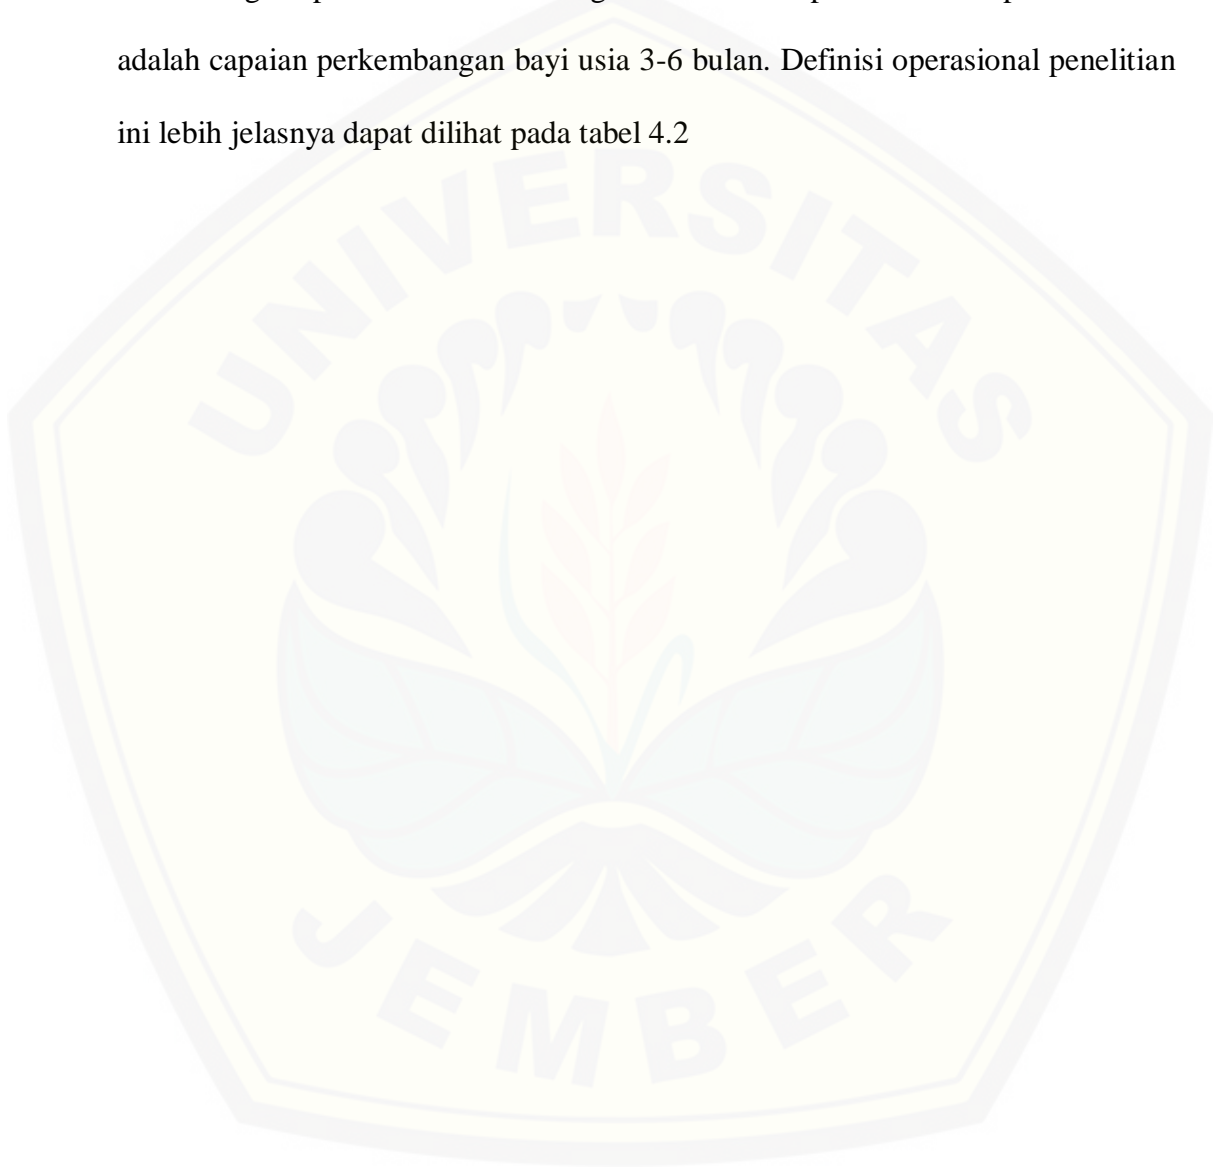 adalah capaian perkembangan bayi usia 3-6 bulan. Definisi operasional penelitian
ini lebih jelasnya dapat dilihat pada tabel 4.2
UNIVERSITAS
JEMBER